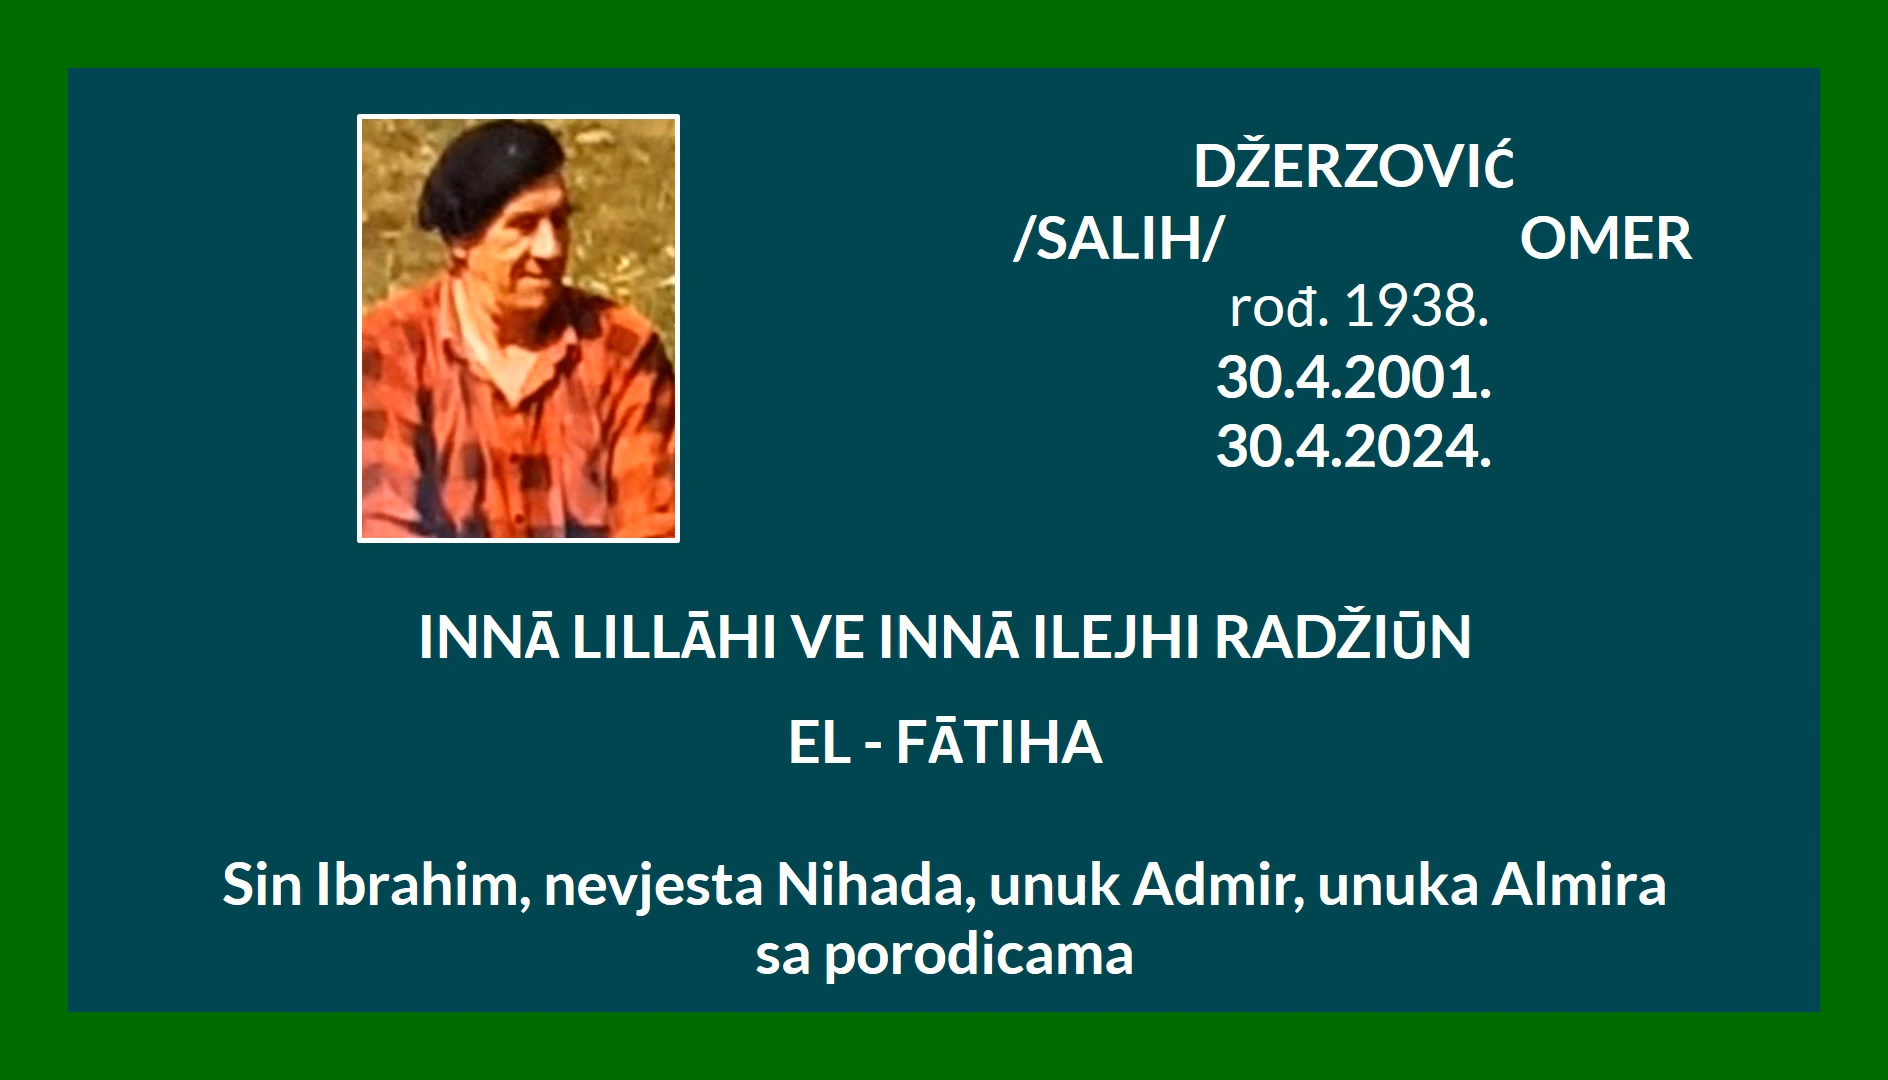 DŽERZOVIĆ
/SALIH/ OMER
rođ. 1938.
30.4.2001.
30.4.2024.
INNĀ LILLĀHI VE INNĀ ILEJHI RADŽIŪN
EL - FĀTIHA
Sin Ibrahim, nevjesta Nihada, unuk Admir, unuka Almira
sa porodicama